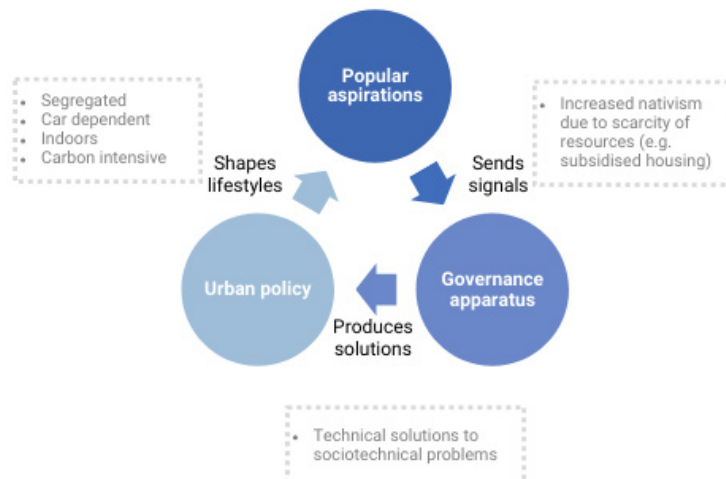 Popular
aspirations
• Segregated
• Car dependent
• Indoors
• Carbon intensive
• Increased nativism
due to scarcity of
resources (e.g.
subsidised housing)
Shapes
lifestyles
Sends
signals
Urban policy
Governance
apparatus
Produces
solutions
• Technical solutions to
sociotechnical problems